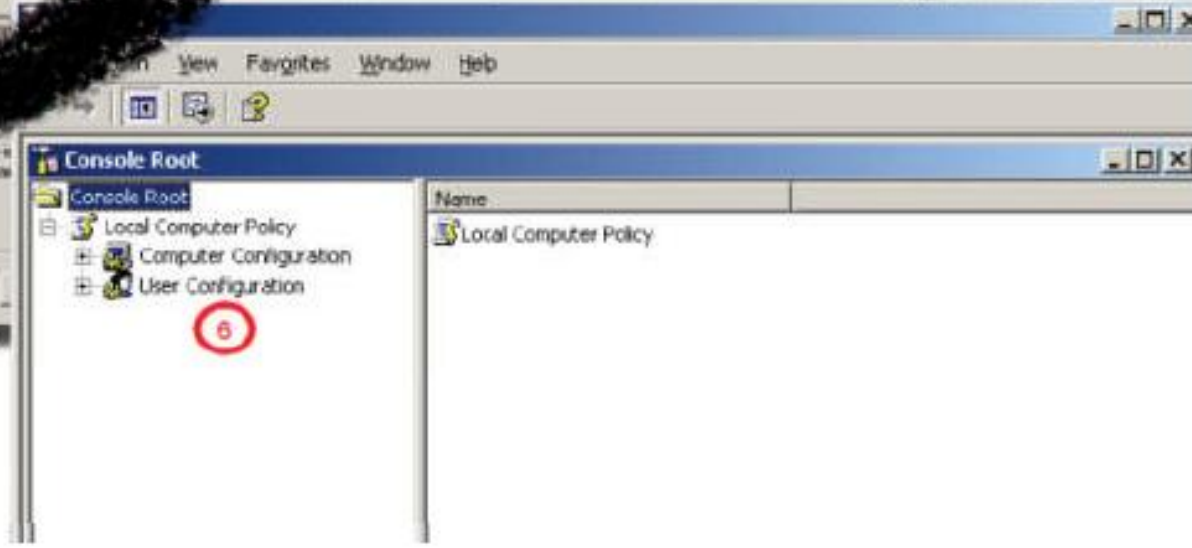 View Favorites Window Help
Console Root
Console Root
Name
Local Computer Policy
Local Computer Policy
Computer Configuration
User Configuration
6